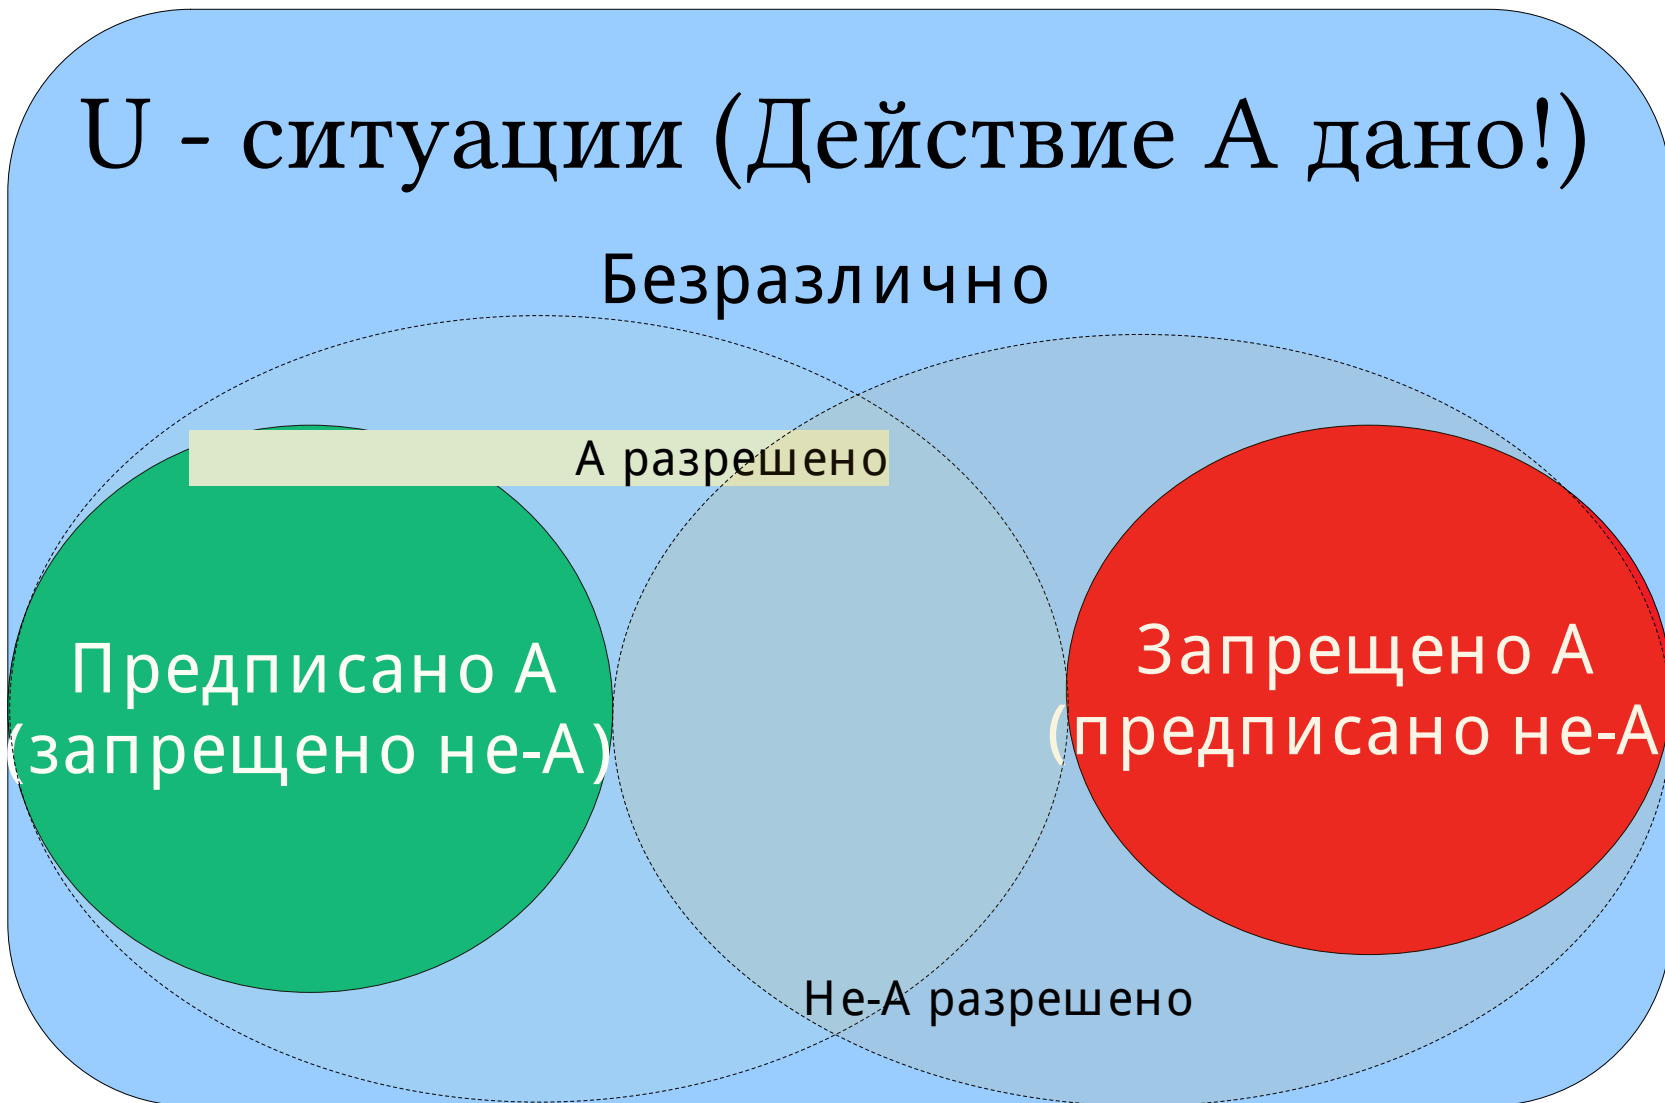 U - ситуации (Действие А дано!)
Безразлично
А разрешено
Предписано А
(запрещено не-А)
Запрещено А
(предписано не-А
Не-А разрешено